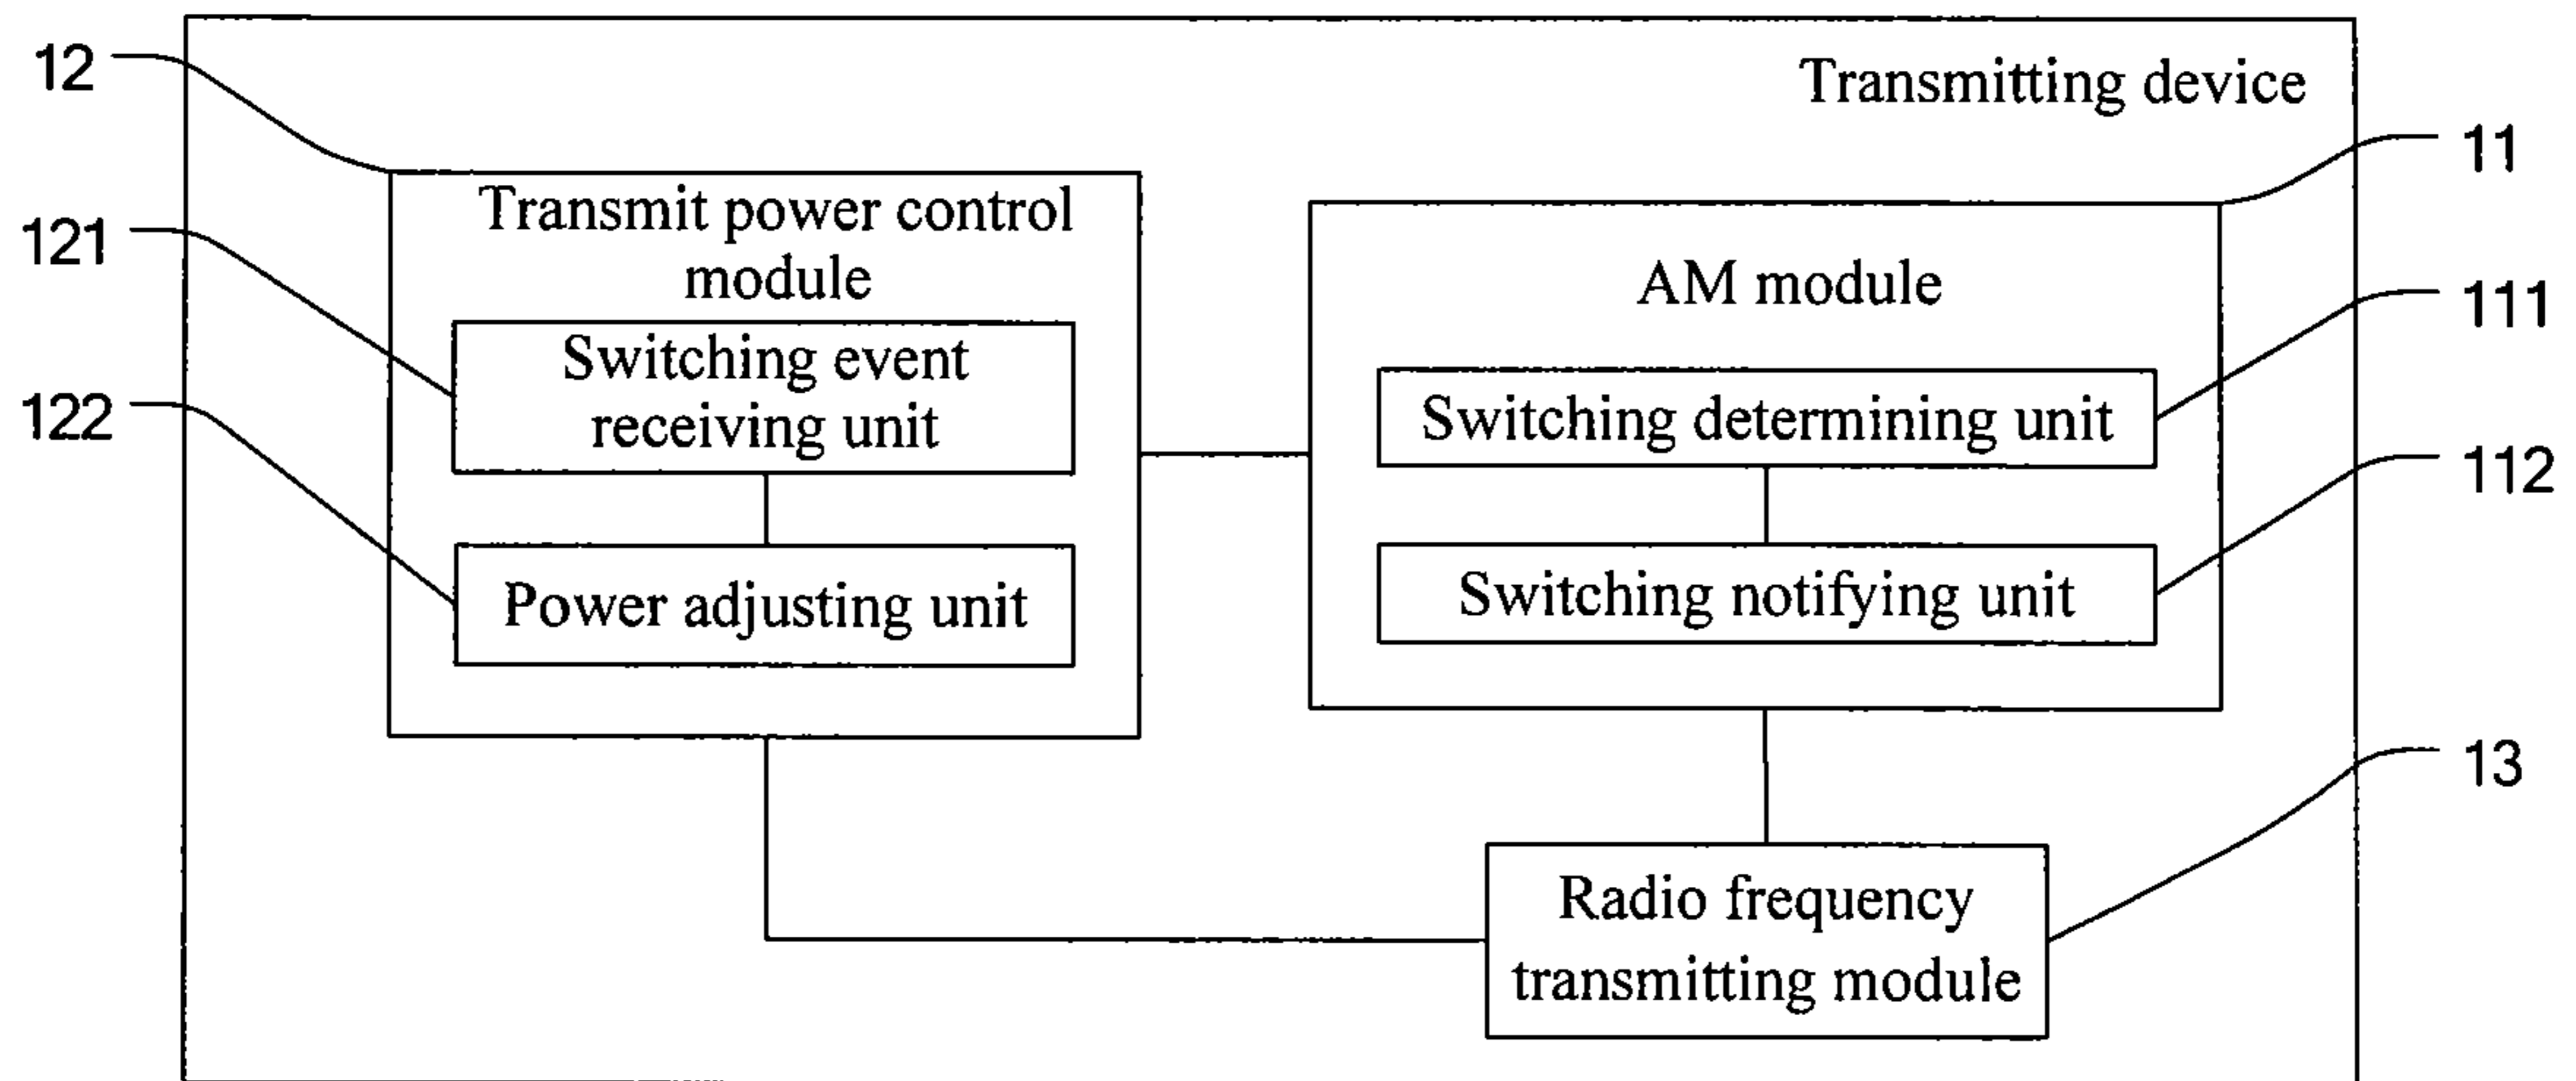 Transmitting device
12
11
Transmit power control
module
AM module
121
111
Switching event
receiving unit
Switching determining unit
122
112
Power adjusting unit
Switching notifying unit
13
Radio frequency
transmitting module